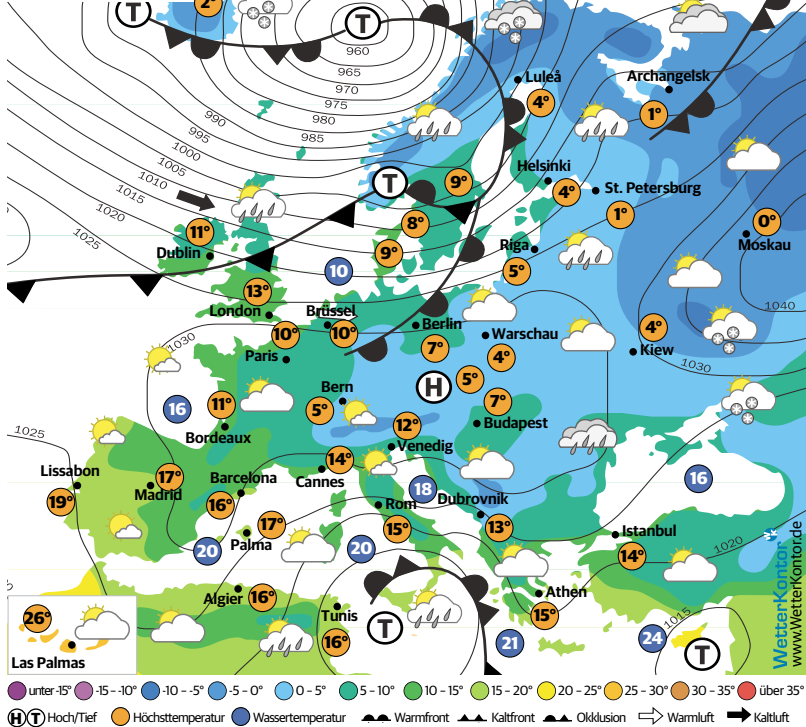 T
2°
T
960
965
970
975
980
985
990
995
1000
1005
1010
1015
1020
1025
Luleå
4°
Archangelsk
1°
Helsinki
4°
St. Petersburg
1°
T
9°
8°
9°
11°
Dublin
10
Riga
5°
0°
Moskau
1040
13°
London
Brüssel
10°
10°
Berlin
7°
Warschau
4°
4°
Kiew
1030
1030
Paris
H
5°
7°
Budapest
16
11°
Bordeaux
Bern
5°
12°
Venedig
1025
Lissabon
19°
Madrid
17°
Barcelona
16°
14°
Cannes
18
Dubrovnik
13°
16
Rom
15°
Palma
17°
20
20
Istanbul
14°
1020
Algier
16°
Tunis
16°
T
Athen
15°
21
24
1015
T
26°
Las Palmas
WetterKontor
www.WetterKontor.de
unter -15° -15 - -10° -10 - -5° -5 - 0° 0 - 5° 5 - 10° 10 - 15° 15 - 20° 20 - 25° 25 - 30° 30 - 35° über 35°
H T Hoch/Tief Höchsttemperatur Wassertemperatur Warmfront Kaltfront Okklusion Warmluft Kaltluft